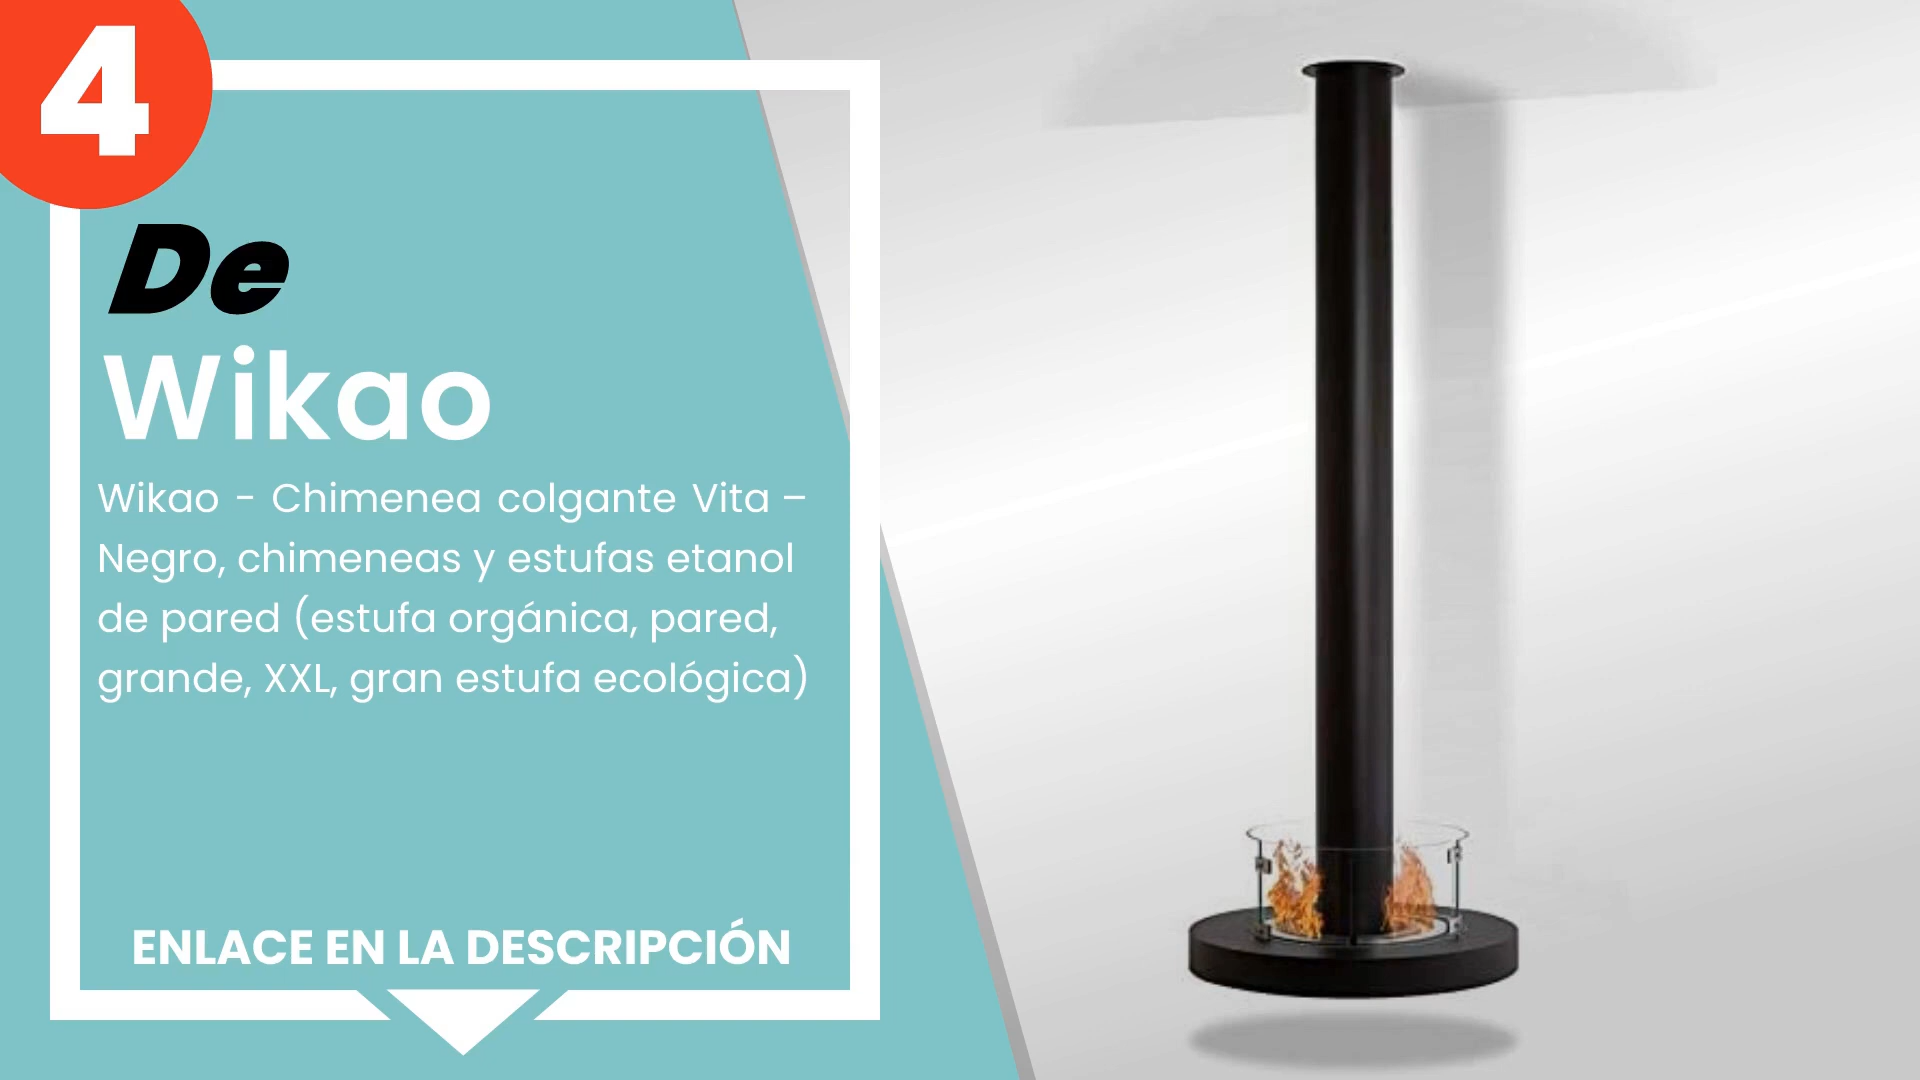 4
De
Wikao
Wikao - Chimenea colgante Vita –
Negro, chimeneas y estufas etanol
de pared (estufa orgánica, pared,
grande, XXL, gran estufa ecológica)
ENLACE EN LA DESCRIPCIÓN